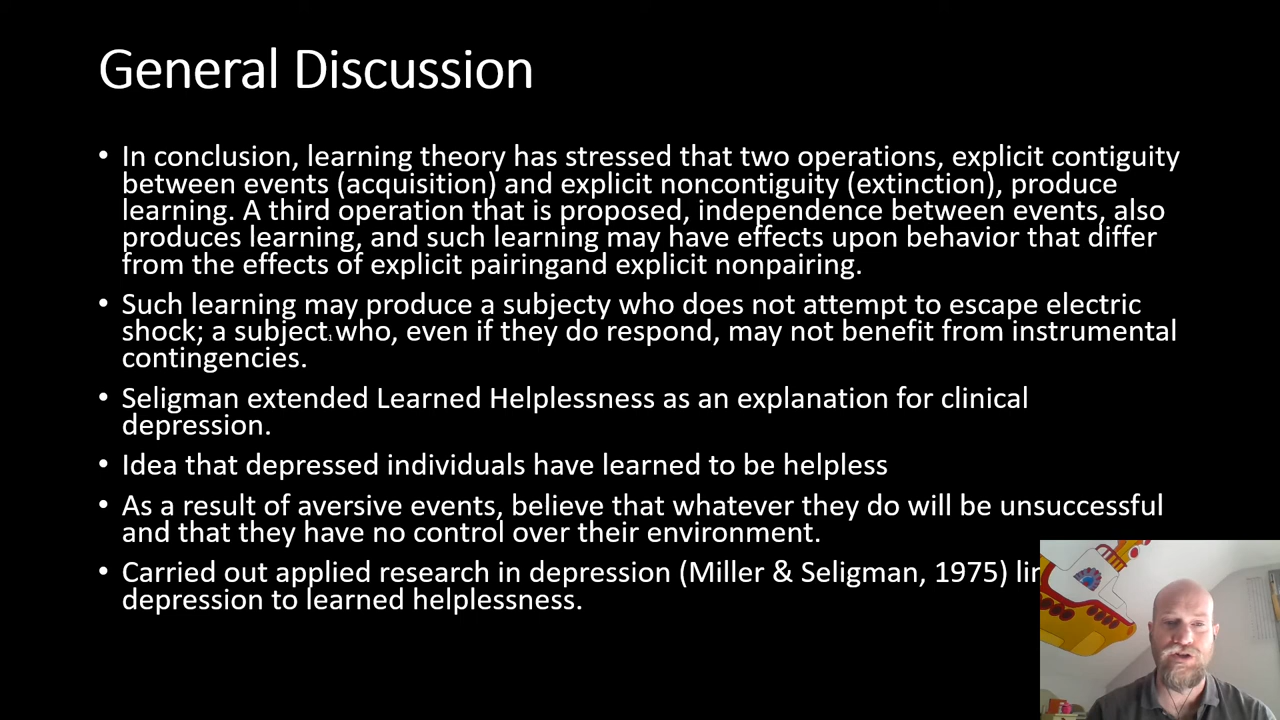 General Discussion
• In conclusion, learning theory has stressed that two operations, explicit contiguity
between events (acquisition) and explicit noncontiguity (extinction), produce
learning. A third operation that is proposed, independence between events, also
produces learning, and such learning may have effects upon behavior that differ
from the effects of explicit pairingand explicit nonpairing.
• Such learning may produce a subjecty who does not attempt to escape electric
shock; a subject.₁who, even if they do respond, may not benefit from instrumental
contingencies.
• Seligman extended Learned Helplessness as an explanation for clinical
depression.
• Idea that depressed individuals have learned to be helpless
• As a result of aversive events, believe that whatever they do will be unsuccessful
and that they have no control over their environment.
• Carried out applied research in depression (Miller & Seligman, 1975)
depression to learned helplessness.